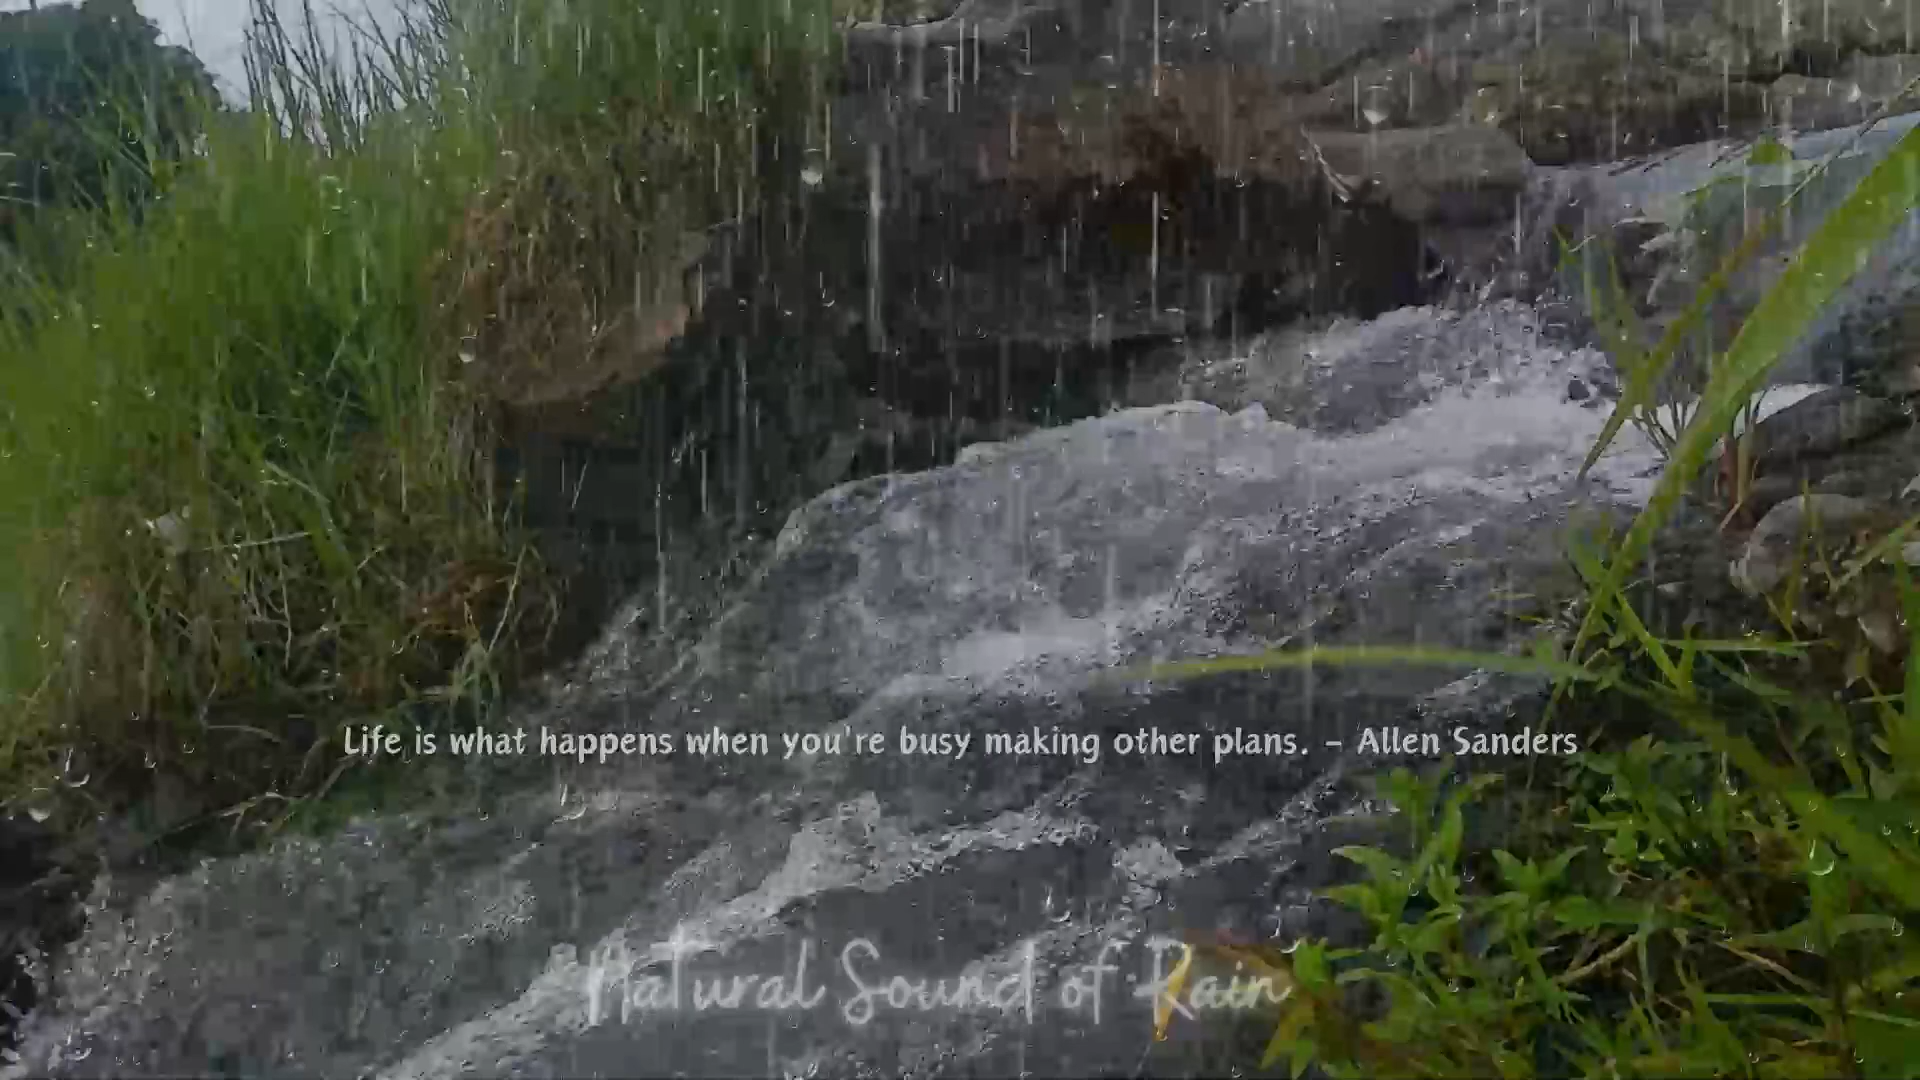 Life is what happens when you're busy making other plans. – Allen Sanders
Natural Sound of Rain